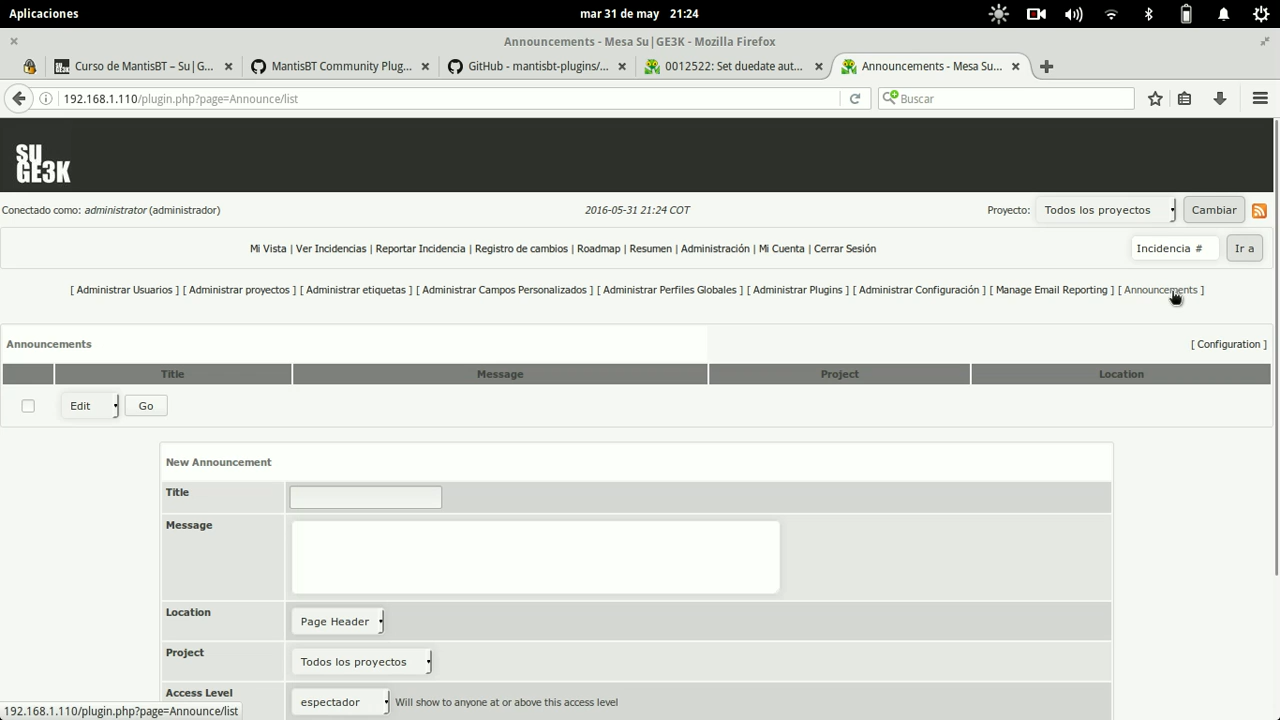 Aplicaciones
mar 31 de may 21:24
Announcements - Mesa Su|GE3K - Mozilla Firefox
Curso de MantisBT – Su|G...
MantisBT Community Plug...
GitHub - mantisbt-plugins/...
0012522: Set duedate aut...
Announcements - Mesa Su...
192.168.1.110/plugin.php?page=Announce/list
Buscar
SU
GE3K
Conectado como: administrator (administrador)
2016-05-31 21:24 COT
Proyecto: Todos los proyectos Cambiar
Mi Vista | Ver Incidencias | Reportar Incidencia | Registro de cambios | Roadmap | Resumen | Administración | Mi Cuenta | Cerrar Sesión
Incidencia # Ir a
[ Administrar Usuarios ] [ Administrar proyectos ] [ Administrar etiquetas ] [ Administrar Campos Personalizados ] [ Administrar Perfiles Globales ] [ Administrar Plugins ] [ Administrar Configuración ] [ Manage Email Reporting ] [ Announcements ]
Announcements
[ Configuration ]
Title Message Project Location
Edit Go
New Announcement
Title
Message
Location Page Header
Project Todos los proyectos
Access Level espectador Will show to anyone at or above this access level
192.168.1.110/plugin.php?page=Announce/list